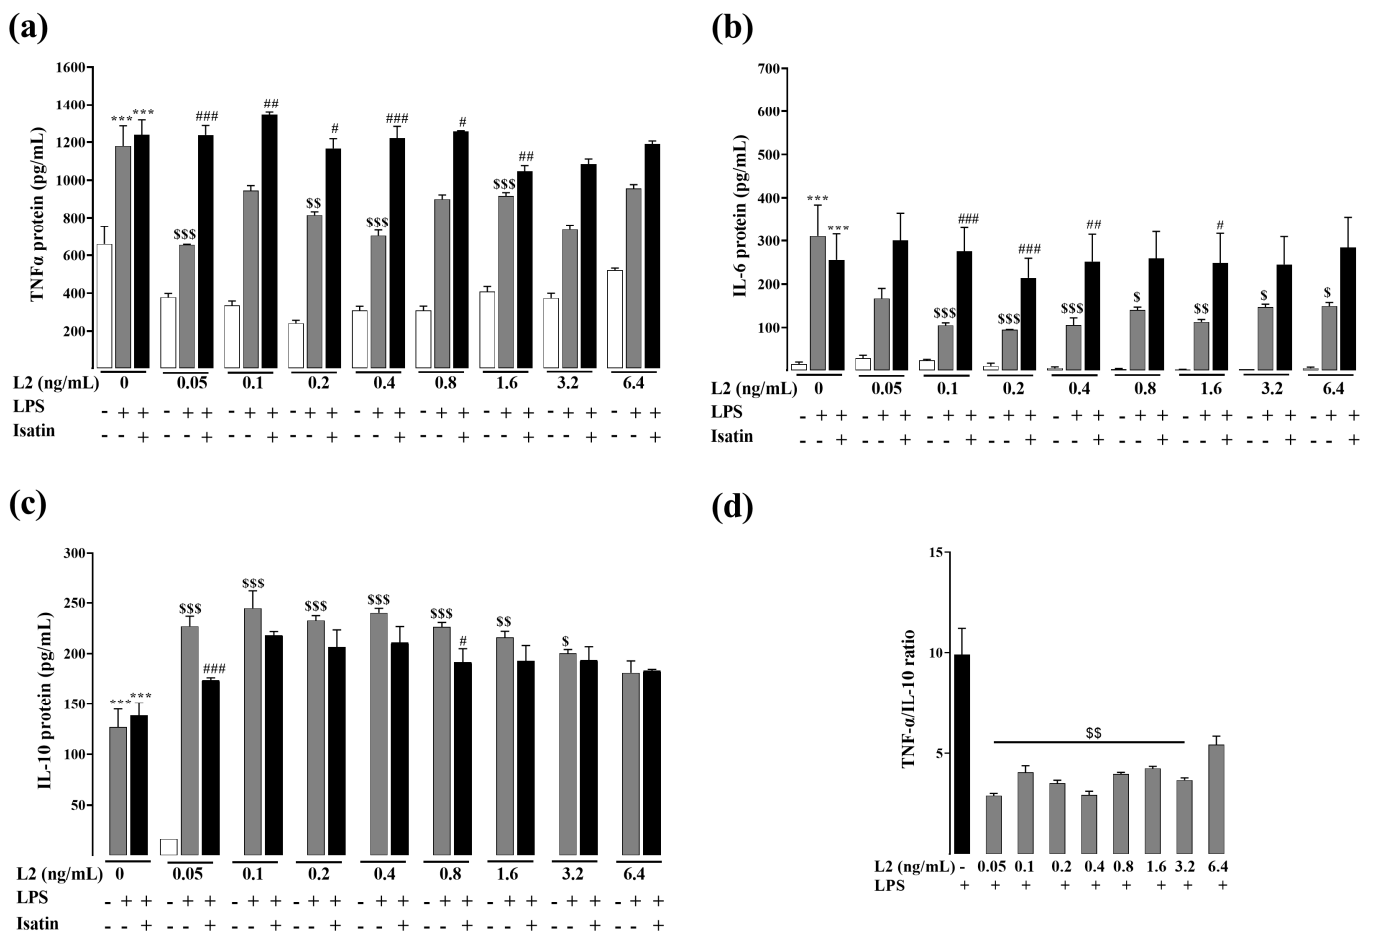 (a)
TNFα protein (pg/mL)
1600
1400
1200
1000
800
600
400
200
*** *** $$$ ### ## $$ # $$$ ### # $$$ ##
L2 (ng/mL) 0 0.05 0.1 0.2 0.4 0.8 1.6 3.2 6.4
LPS - + + - + + - + + - + + - + + - + + - + + - + + - + +
Isatin - - + - - + - - + - - + - - + - - + - - + - - + - - +
(b)
IL-6 protein (pg/mL)
700
600
500
400
300
200
100
*** *** $$$ ### $$$ ### $$$ ## $ $$ # $ $
L2 (ng/mL) 0 0.05 0.1 0.2 0.4 0.8 1.6 3.2 6.4
LPS - + + - + + - + + - + + - + + - + + - + + - + + - + +
Isatin - - + - - + - - + - - + - - + - - + - - + - - + - - +
(c)
IL-10 protein (pg/mL)
300
250
200
150
100
50
*** *** $$$ ### $$$ $$$ $$$ $$$ # $$ $
L2 (ng/mL) 0 0.05 0.1 0.2 0.4 0.8 1.6 3.2 6.4
LPS - + + - + + - + + - + + - + + - + + - + + - + + - + +
Isatin - - + - - + - - + - - + - - + - - + - - + - - + - - +
(d)
TNF-α/IL-10 ratio
15
10
5
$$
L2 (ng/mL) - 0.05 0.1 0.2 0.4 0.8 1.6 3.2 6.4
LPS + + + + + + + + +